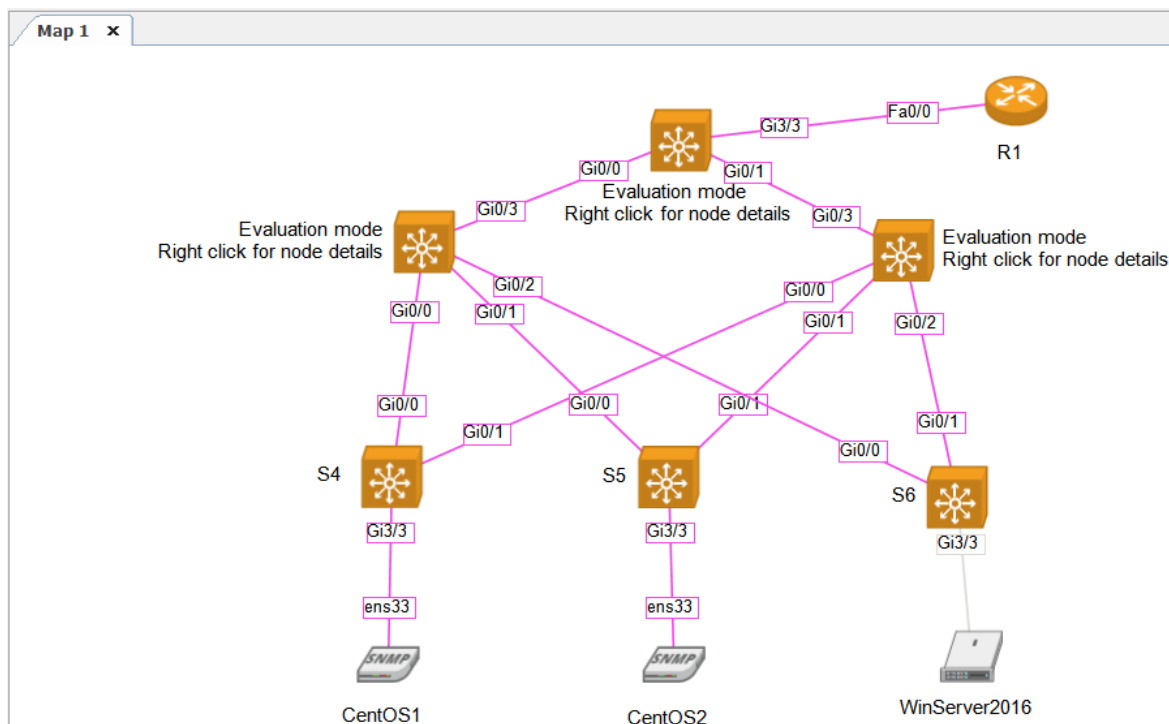 Map 1 x
Fa0/0
Gi3/3
R1
Gi0/0
Gi0/1
Evaluation mode
Right click for node details
Gi0/3
Gi0/3
Evaluation mode
Right click for node details
Evaluation mode
Right click for node details
Gi0/2
Gi0/0
Gi0/0
Gi0/1
Gi0/1
Gi0/2
Gi0/0
Gi0/0
Gi0/1
Gi0/1
Gi0/1
Gi0/0
S4
S5
S6
Gi3/3
Gi3/3
Gi3/3
ens33
ens33
SNMP
SNMP
CentOS1
CentOS2
WinServer2016